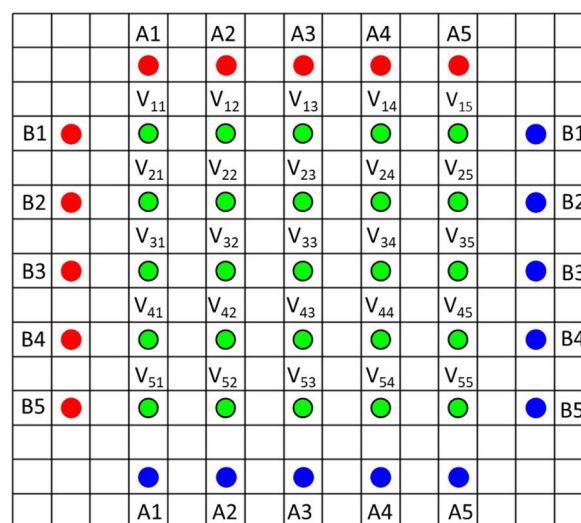 A1 A2 A3 A4 A5
V₁₁ V₁₂ V₁₃ V₁₄ V₁₅
B1 B1
V₂₁ V₂₂ V₂₃ V₂₄ V₂₅
B2 B2
V₃₁ V₃₂ V₃₃ V₃₄ V₃₅
B3 B3
V₄₁ V₄₂ V₄₃ V₄₄ V₄₅
B4 B4
V₅₁ V₅₂ V₅₃ V₅₄ V₅₅
B5 B5
A1 A2 A3 A4 A5